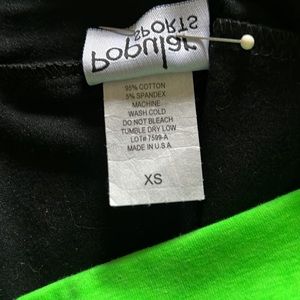 Popular
SPORTS
95% COTTON
5% SPANDEX
MACHINE
WASH COLD
DO NOT BLEACH
TUMBLE DRY LOW
LOT# 7599-A
MADE IN U.S.A
XS